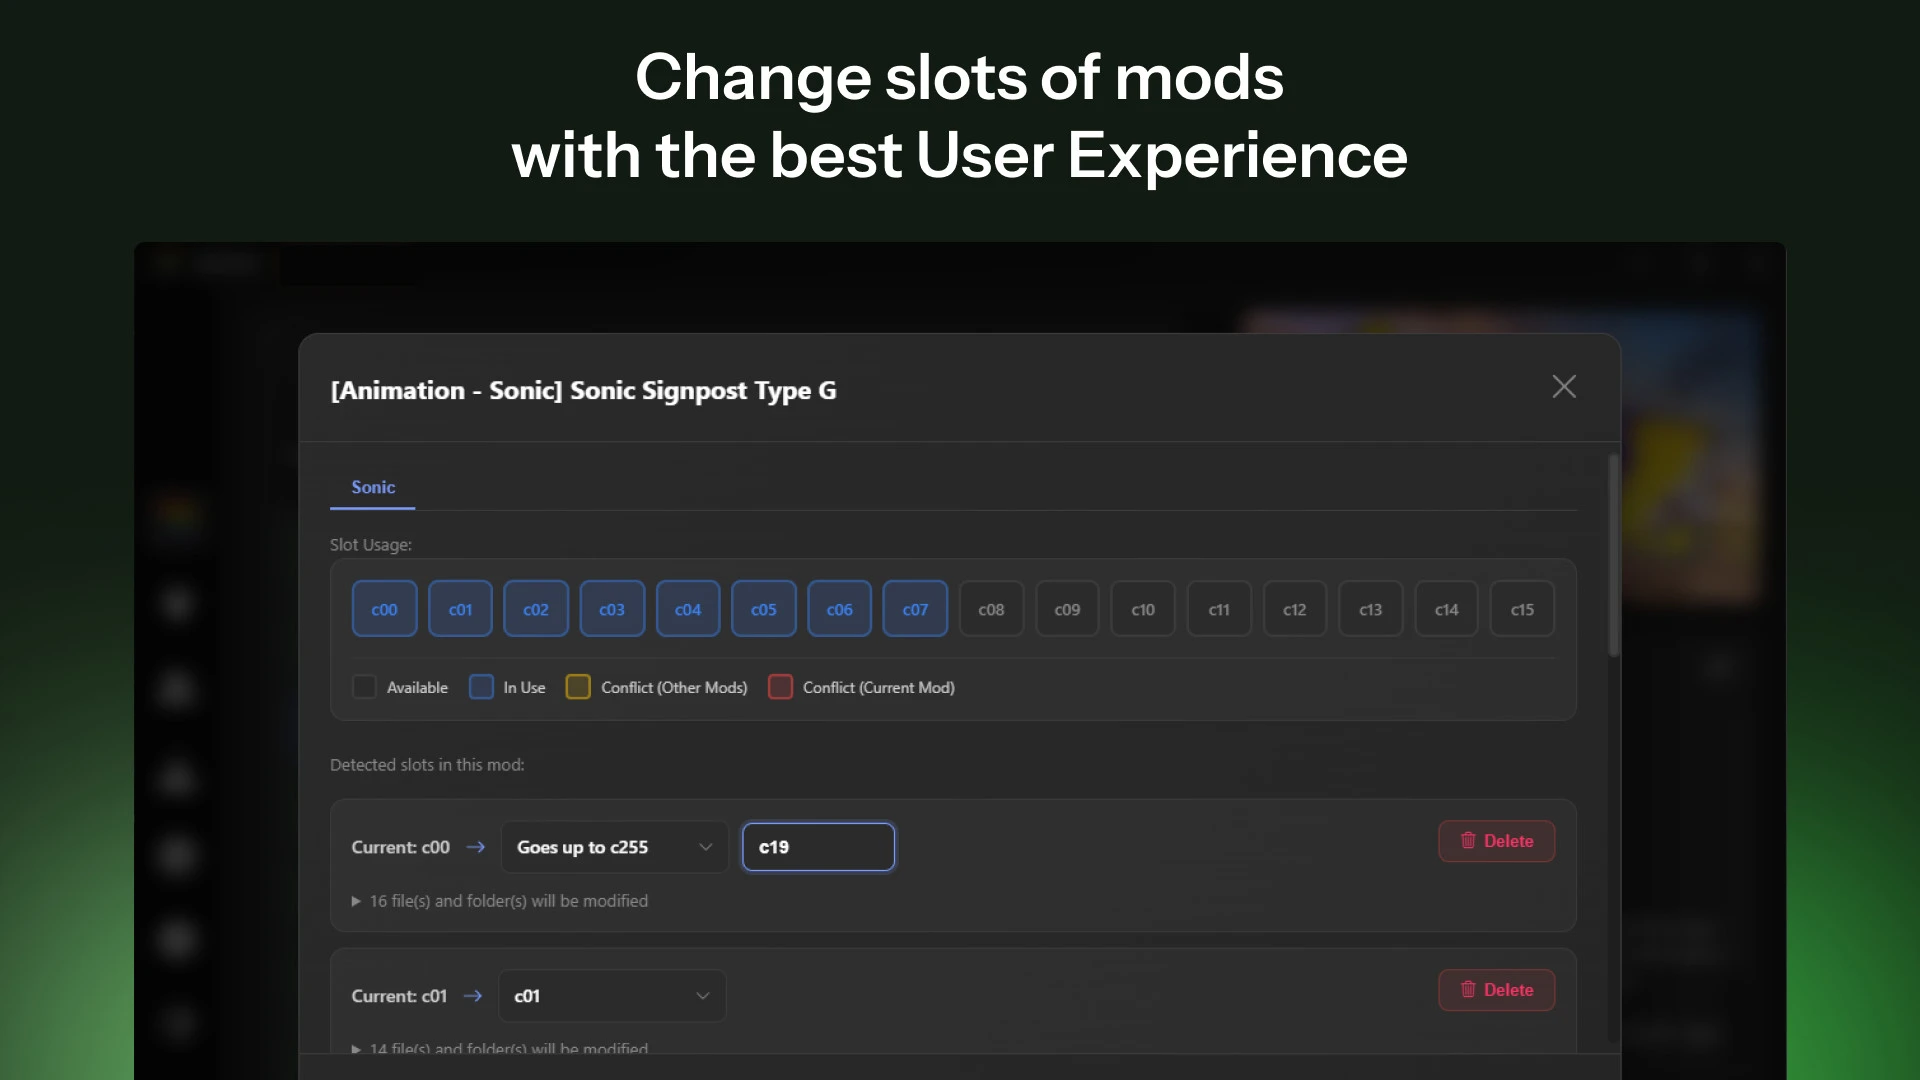 Change slots of mods
with the best User Experience
[Animation - Sonic] Sonic Signpost Type G
Sonic
Slot Usage:
c00 c01 c02 c03 c04 c05 c06 c07 c08 c09 c10 c11 c12 c13 c14 c15
Available In Use Conflict (Other Mods) Conflict (Current Mod)
Detected slots in this mod:
Current: c00 → Goes up to c255 c19 Delete
▶ 16 file(s) and folder(s) will be modified
Current: c01 → c01 Delete
▶ 14 file(s) and folder(s) will be modified